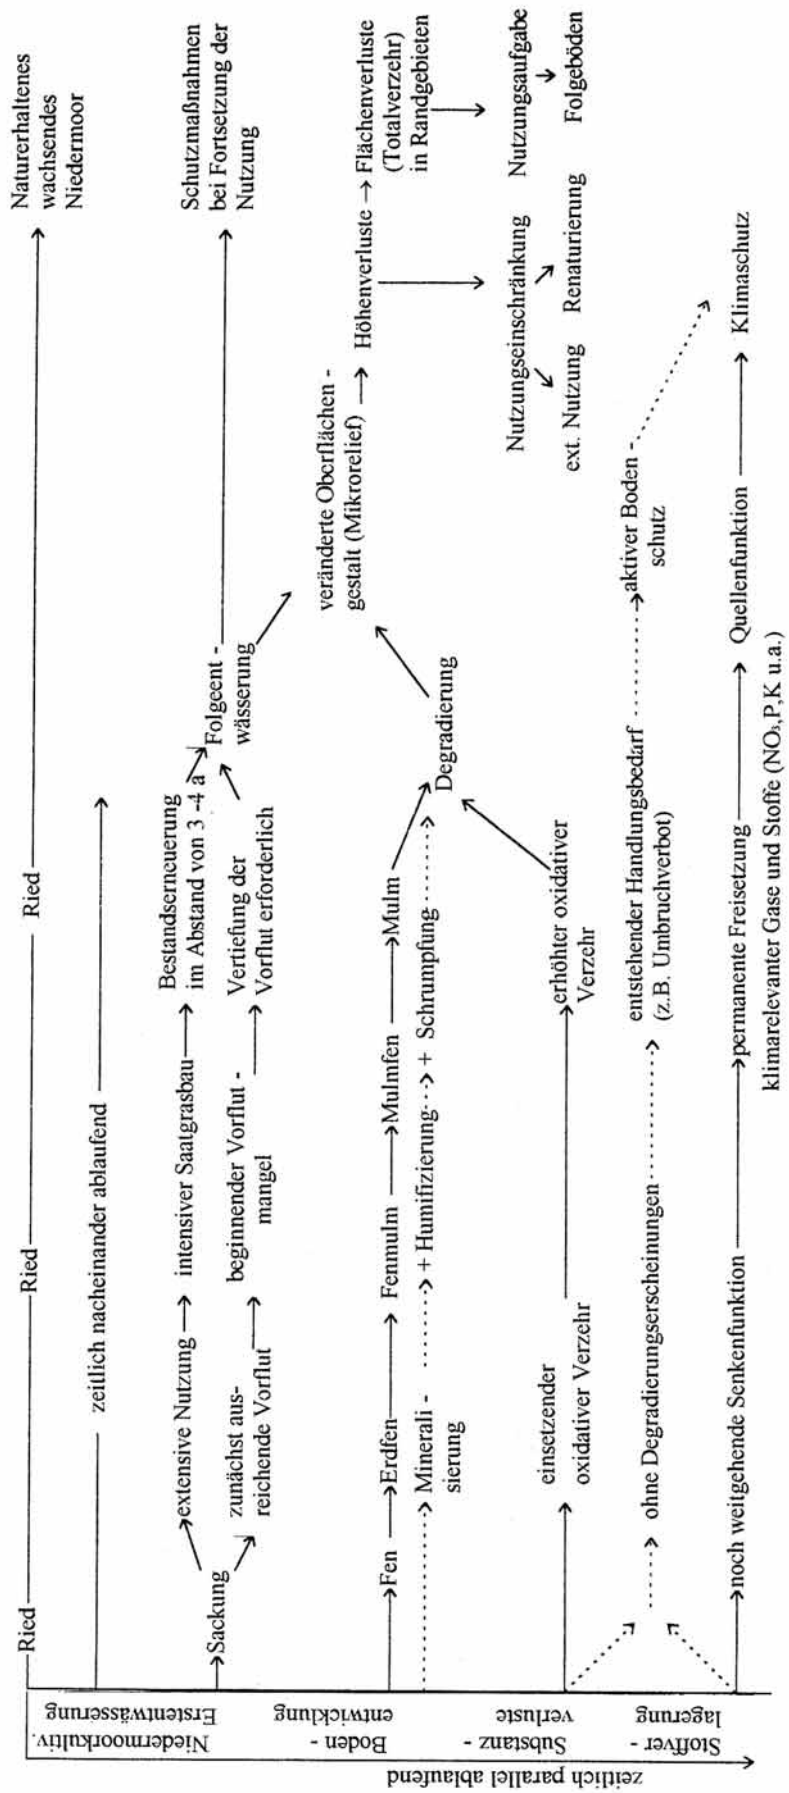 Ried
Ried
Ried
Naturerhaltenes
wachsendes
Niedermoor
zeitlich nacheinander ablaufend
Niedermoorkultiv.
Erstentwässerung
Sackung
extensive Nutzung
intensiver Saatgrasbau
Bestandserneuerung
im Abstand von 3 -4 a
zunächst aus-
reichende Vorflut
beginnender Vorflut -
mangel
Vertiefung der
Vorflut erforderlich
Folgeent -
wässerung
Schutzmaßnahmen
bei Fortsetzung der
Nutzung
Boden -
entwicklung
Fen
Erdfen
Fenmulm
Mulmfen
Mulm
Minerali -
sierung
+ Humifizierung
+ Schrumpfung
Degradierung
veränderte Oberflächen -
gestalt (Mikrorelief)
Höhenverluste
Flächenverluste
(Totalverzehr)
in Randgebieten
Nutzungseinschränkung
ext. Nutzung
Renaturierung
Nutzungsaufgabe
Folgeböden
Substanz -
verluste
einsetzender
oxidativer Verzehr
erhöhter oxidativer
Verzehr
Stoffver -
lagerung
ohne Degradierungserscheinungen
entstehender Handlungsbedarf
(z.B. Umbruchverbot)
aktiver Boden -
schutz
noch weitgehende Senkenfunktion
permanente Freisetzung
klimarelevanter Gase und Stoffe (NO₃,P,K u.a.)
Quellenfunktion
Klimaschutz
zeitlich parallel ablaufend